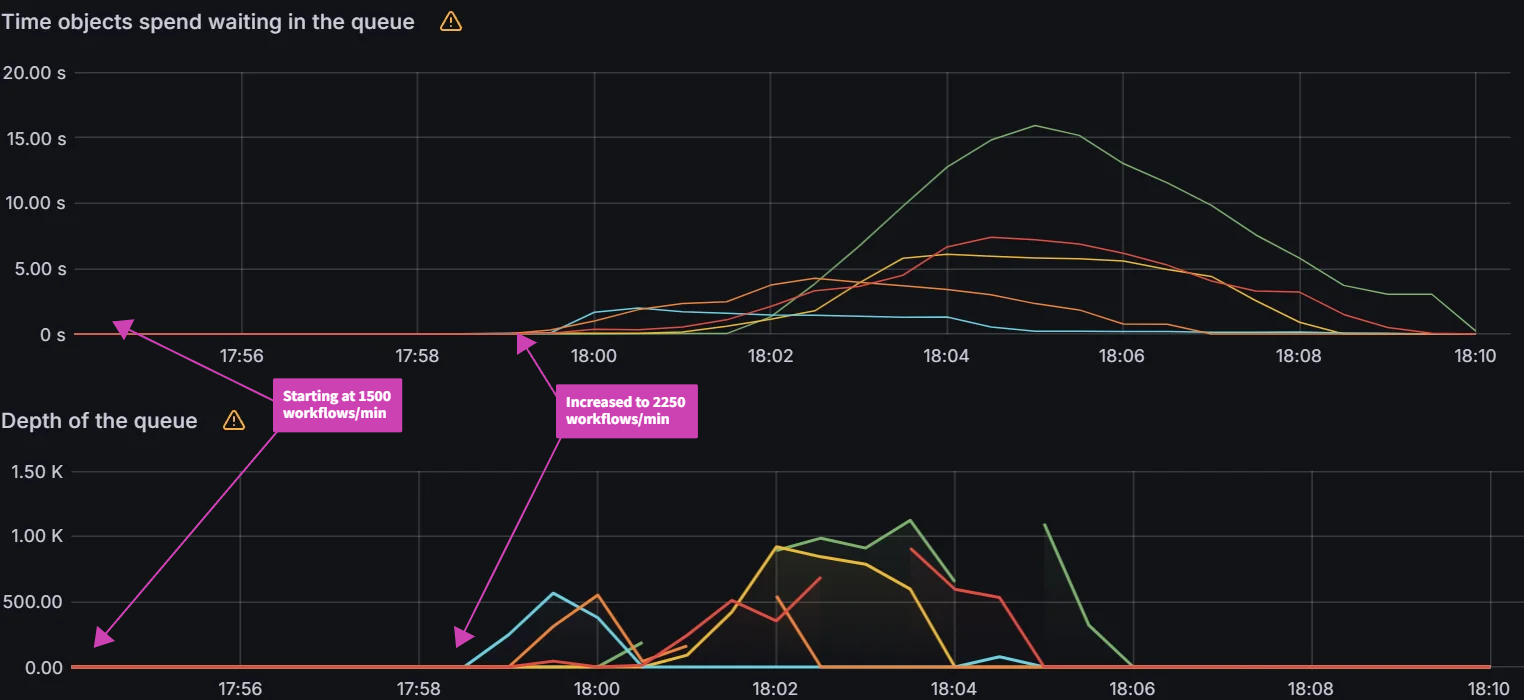 Time objects spend waiting in the queue
20.00 s
15.00 s
10.00 s
5.00 s
0 s
17:56 17:58 18:00 18:02 18:04 18:06 18:08 18:10
Starting at 1500
workflows/min
Increased to 2250
workflows/min
Depth of the queue
1.50 K
1.00 K
500.00
0.00
17:56 17:58 18:00 18:02 18:04 18:06 18:08 18:10